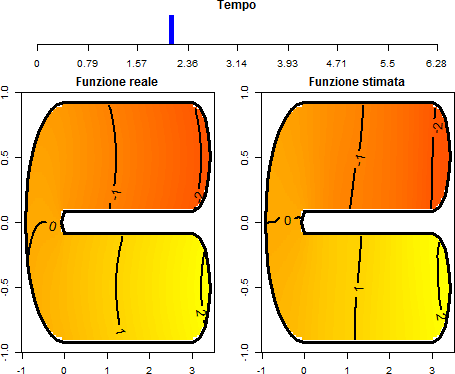 Tempo
0 0.79 1.57 2.36 3.14 3.93 4.71 5.5 6.28
Funzione reale Funzione stimata
1.0 1.0
-1 -2 -1 -2
0.5 0.5
0.0 0 0.0 0
-0.5 -0.5
1 2 1 2
-1.0 -1.0
-1 0 1 2 3 -1 0 1 2 3